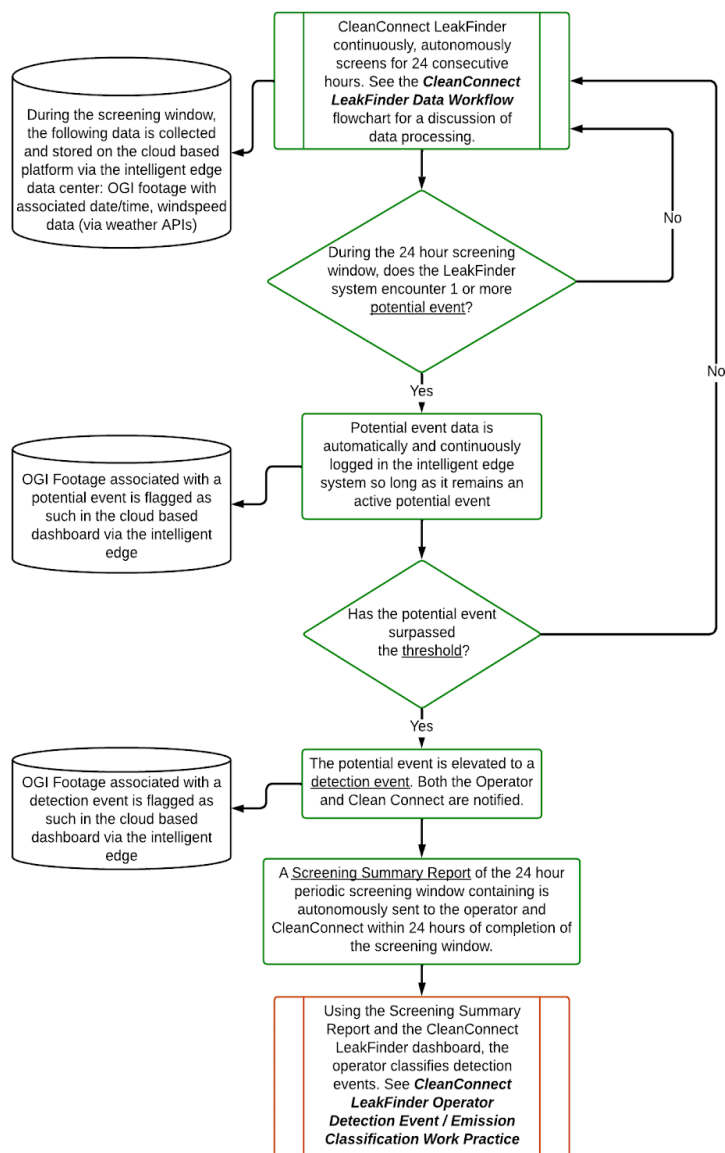 CleanConnect LeakFinder
continuously, autonomously
screens for 24 consecutive
hours. See the CleanConnect
LeakFinder Data Workflow
flowchart for a discussion of
data processing.
During the screening window,
the following data is collected
and stored on the cloud based
platform via the intelligent edge
data center: OGI footage with
associated date/time, windspeed
data (via weather APIs)
During the 24 hour screening
window, does the LeakFinder
system encounter 1 or more
potential event?
No
No
Yes
Potential event data is
automatically and continuously
logged in the intelligent edge
system so long as it remains an
active potential event
OGI Footage associated with a
potential event is flagged as
such in the cloud based
dashboard via the intelligent
edge
Has the potential event
surpassed
the threshold?
Yes
The potential event is elevated to a
detection event. Both the Operator
and Clean Connect are notified.
OGI Footage associated with a
detection event is flagged as
such in the cloud based
dashboard via the intelligent
edge
A Screening Summary Report of the 24 hour
periodic screening window containing is
autonomously sent to the operator and
CleanConnect within 24 hours of completion of
the screening window.
Using the Screening Summary
Report and the CleanConnect
LeakFinder dashboard, the
operator classifies detection
events. See CleanConnect
LeakFinder Operator
Detection Event / Emission
Classification Work Practice